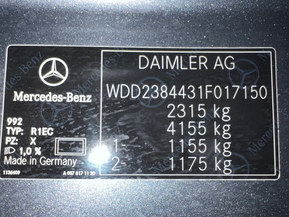 DAIMLER AG
Mercedes-Benz
WDD2384431F017150
2315 kg
992
4155 kg
TYP: R1EC
PZ: X
1- 1155 kg
1,0 %
2- 1175 kg
Made in Germany